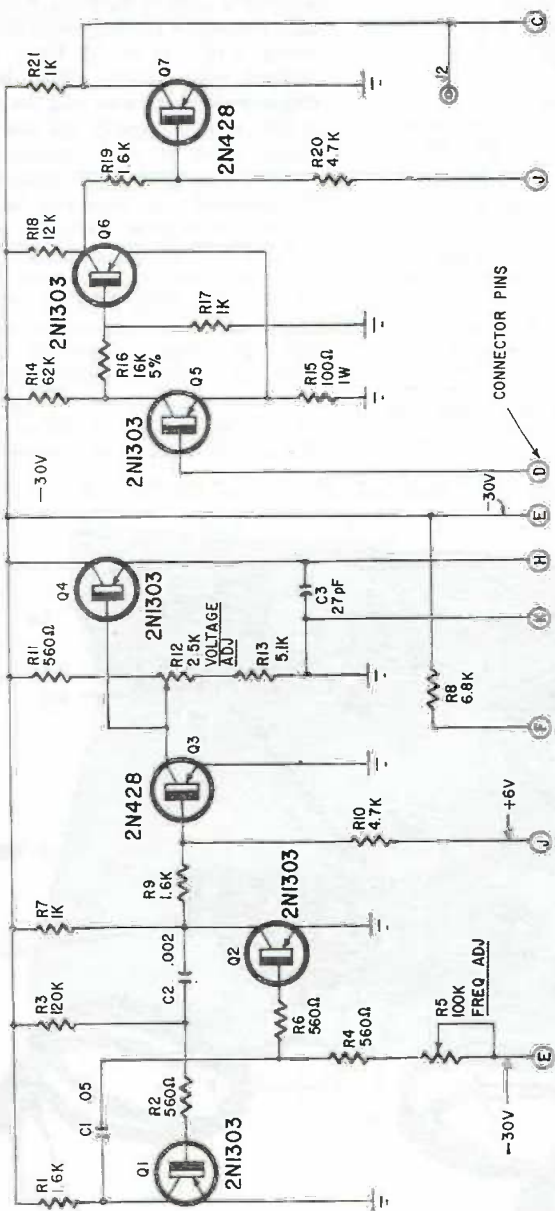 R1
1.6K
C1
.05
R3
120K
R7
1K
R2
560Ω
Q1
2N1303
C2
.002
R9
1.6K
2N428
Q3
R11
560Ω
R12
2.5K
VOLTAGE
ADJ
Q4
2N1303
R13
5.1K
C3
27pF
R6
560Ω
Q2
2N1303
R4
560Ω
R5
100K
FREQ ADJ
R10
4.7K
R8
6.8K
-30V
+6V
-30V
-30V
R14
62K
R16
16K
5%
2N1303
Q5
R15
100Ω
1W
R17
1K
2N1303
R18
12K
Q6
R19
1.6K
R21
1K
Q7
2N428
R20
4.7K
CONNECTOR PINS
E
J
F
K
H
E
D
J
C